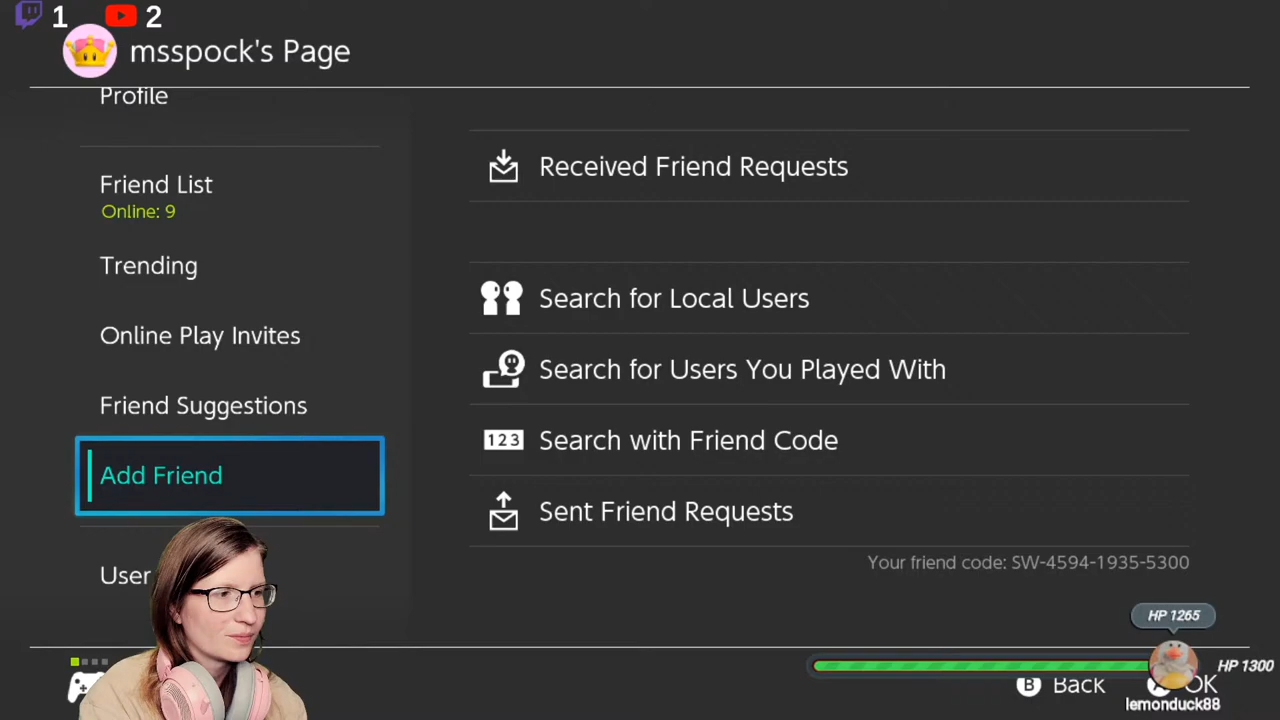 1 2
msspock's Page
Profile
Friend List
Online: 9
Trending
Online Play Invites
Friend Suggestions
Add Friend
User
Received Friend Requests
Search for Local Users
Search for Users You Played With
123 Search with Friend Code
Sent Friend Requests
Your friend code: SW-4594-1935-5300
HP 1265
HP 1300
B Back OK
lemonduck88